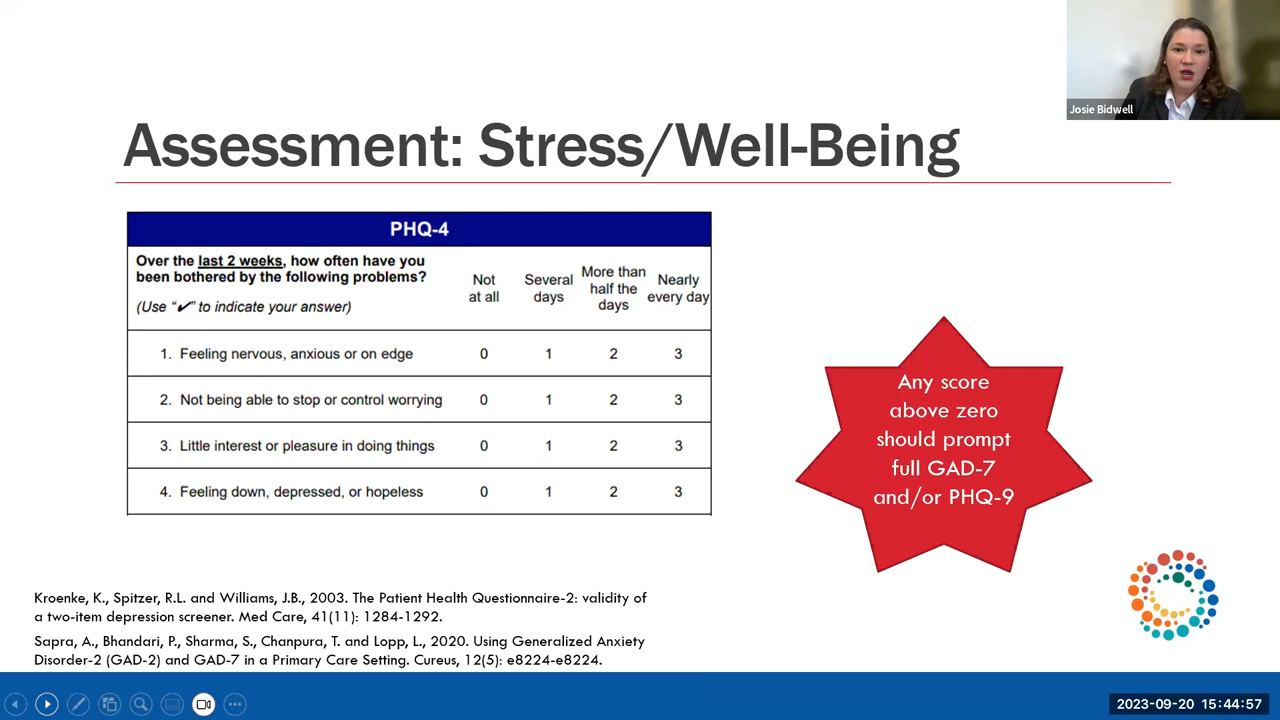 Josie Bidwell
Assessment: Stress/Well-Being
PHQ-4
Over the last 2 weeks, how often have you
been bothered by the following problems?
(Use “✔” to indicate your answer)
Not
at all
Several
days
More than
half the
days
Nearly
every day
1. Feeling nervous, anxious or on edge 0 1 2 3
2. Not being able to stop or control worrying 0 1 2 3
3. Little interest or pleasure in doing things 0 1 2 3
4. Feeling down, depressed, or hopeless 0 1 2 3
Any score
above zero
should prompt
full GAD-7
and/or PHQ-9
Kroenke, K., Spitzer, R.L. and Williams, J.B., 2003. The Patient Health Questionnaire-2: validity of
a two-item depression screener. Med Care, 41(11): 1284-1292.
Sapra, A., Bhandari, P., Sharma, S., Chanpura, T. and Lopp, L., 2020. Using Generalized Anxiety
Disorder-2 (GAD-2) and GAD-7 in a Primary Care Setting. Cureus, 12(5): e8224-e8224.
2023-09-20 15:44:57